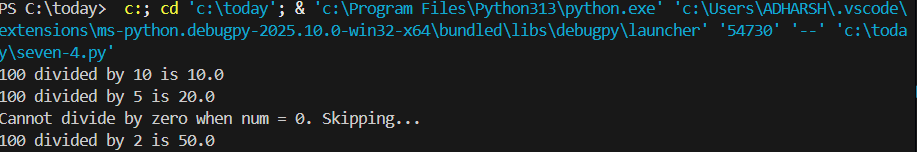 PS C:\today>  c:; cd 'c:\today'; & 'c:\Program Files\Python313\python.exe' 'c:\Users\ADHARSH\.vscode\
extensions\ms-python.debugpy-2025.10.0-win32-x64\bundled\libs\debugpy\launcher' '54730' '--' 'c:\toda
y\seven-4.py'
100 divided by 10 is 10.0
100 divided by 5 is 20.0
Cannot divide by zero when num = 0. Skipping...
100 divided by 2 is 50.0